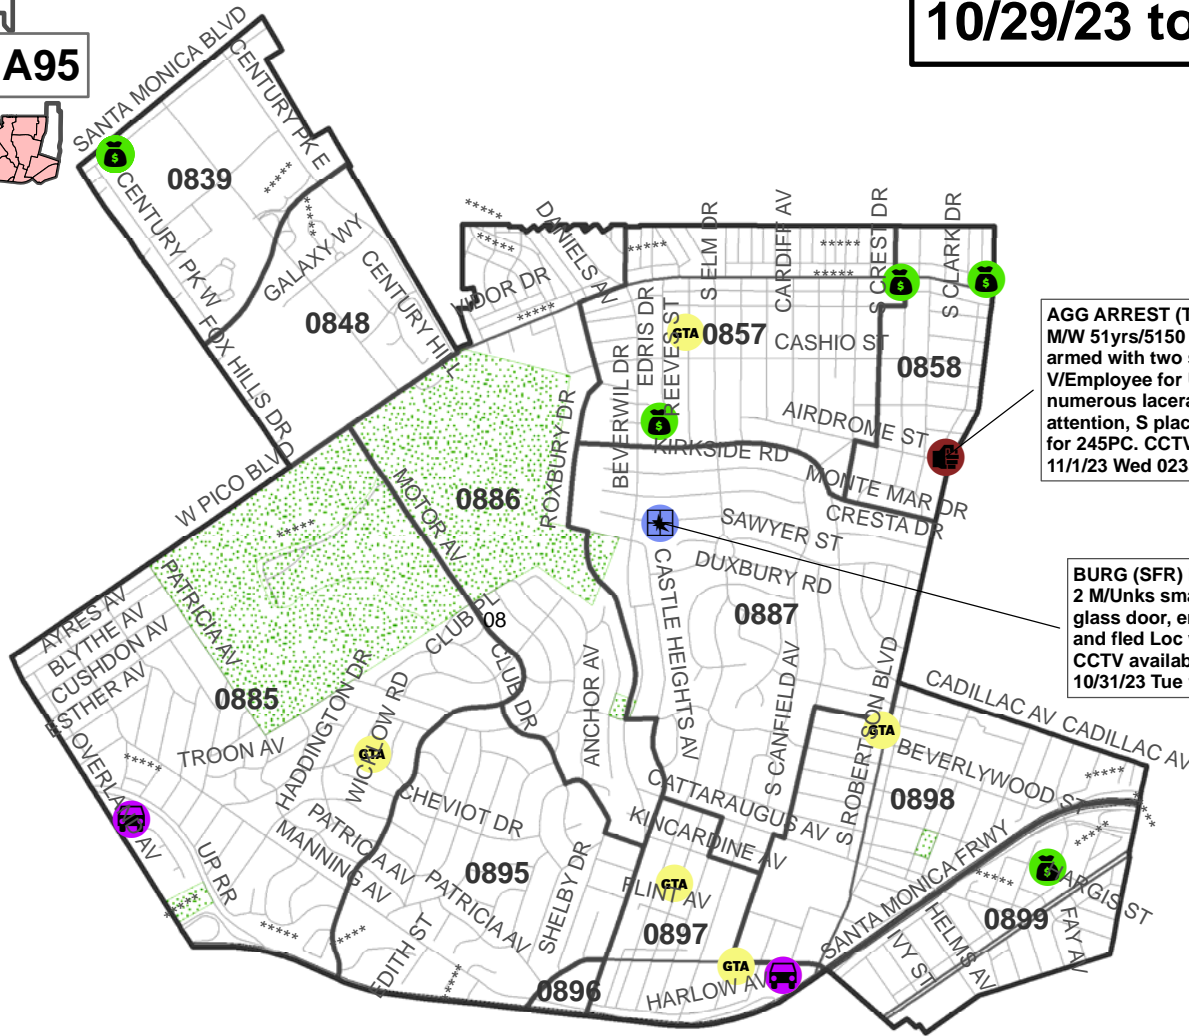 10/29/23 to
A95
SANTA MONICA BLVD
CENTURY PK E
0839
CENTURY PK W
GALAXY WY
0848
CENTURY HILL
FOX HILLS DR
*****
*****
*****
*****
*****
*****
*****
*****
DANIELS AV
VIDOR DR
S ELM DR
CARDIFF AV
S CREST DR
S CLARK DR
EDRIS DR
REEVES ST
GTA
0857
CASHIO ST
0858
BEVERWIL DR
AIRDROME ST
KIRKSIDE RD
MONTE MAR DR
CRESTA DR
AGG ARREST (T
M/W 51yrs/5150
armed with two
V/Employee for
numerous lacera
attention, S plac
for 245PC. CCTV
11/1/23 Wed 023
W PICO BLVD
*****
MOTOR AV
0886
ROXBURY DR
SAWYER ST
DUXBURY RD
CASTLE HEIGHTS AV
0887
BURG (SFR)
2 M/Unks sma
glass door, en
and fled Loc
CCTV availab
10/31/23 Tue
AYRES AV
BLYTHE AV
CUSHDON AV
ESTHER AV
PATRICIA AV
0885
CLUB
08
CLUB DR
ANCHOR AV
S CANFIELD AV
S ROBERTSON BLVD
CADILLAC AV
CADILLAC AV
OVERLAND AV
*****
TROON AV
HADDINGTON DR
WICKLOW RD
GTA
GTA
BEVERLYWOOD ST
*****
*****
*****
*****
CATTARAUGUS AV
0898
CHEVIOT DR
PATRICIA AV
MANNING AV
KINCARDINE AV
SANTA MONICA FRWY
UP RR
0895
PATRICIA AV
SHELBY DR
GTA
FLINT AV
VARGIS ST
0899
*****
*****
*****
*****
EDITH ST
0897
IVY ST
HELMS AV
FAY AV
GTA
0896
HARLOW AV